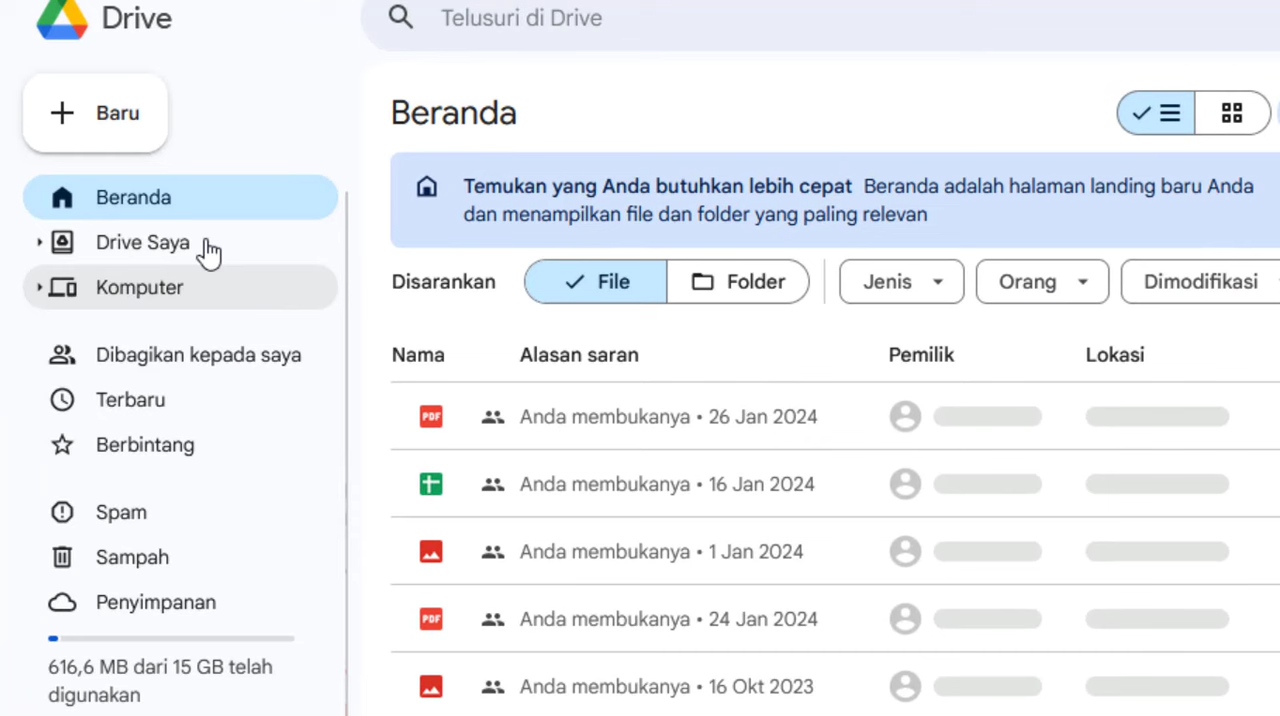 Drive
Telusuri di Drive
Baru
Beranda
Drive Saya
Komputer
Dibagikan kepada saya
Terbaru
Berbintang
Spam
Sampah
Penyimpanan
616,6 MB dari 15 GB telah
digunakan
Beranda
Temukan yang Anda butuhkan lebih cepat Beranda adalah halaman landing baru Anda
dan menampilkan file dan folder yang paling relevan
Disarankan File Folder Jenis Orang Dimodifikasi
Nama Alasan saran Pemilik Lokasi
PDF Anda membukanya • 26 Jan 2024
Anda membukanya • 16 Jan 2024
Anda membukanya • 1 Jan 2024
PDF Anda membukanya • 24 Jan 2024
Anda membukanya • 16 Okt 2023